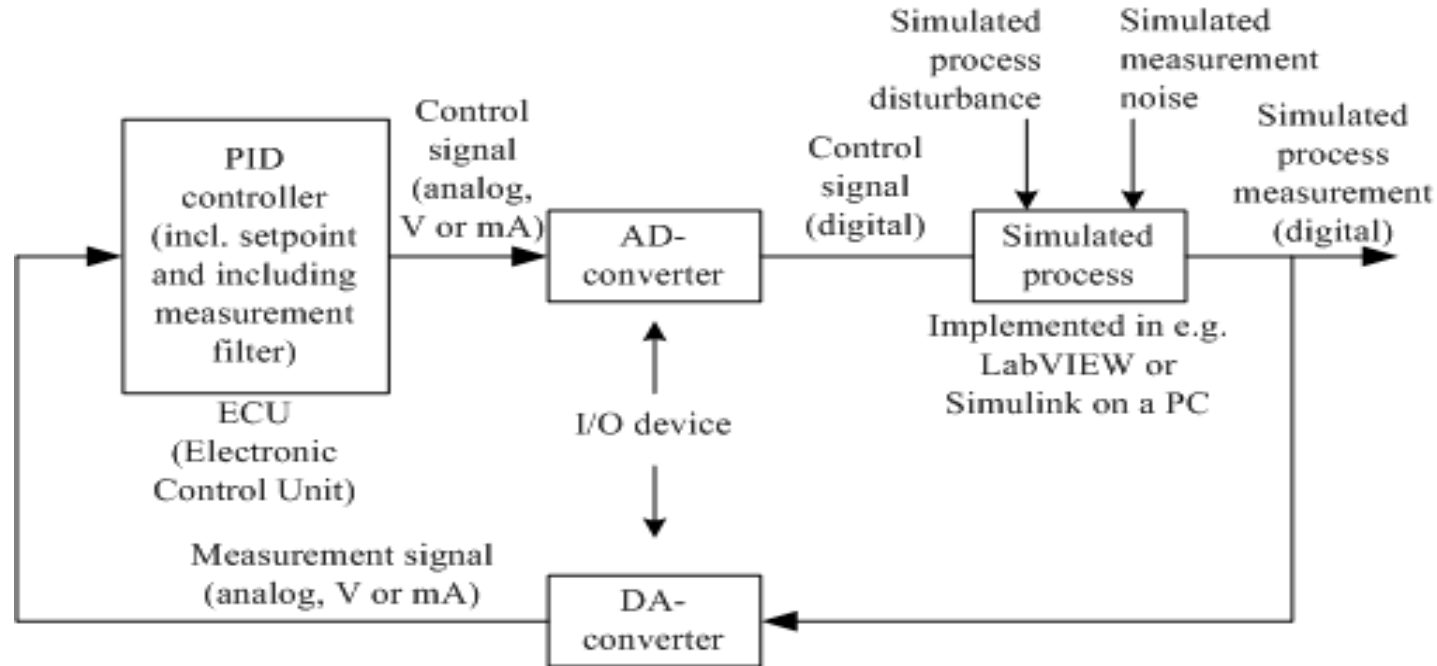 Simulated
process
disturbance
Simulated
measurement
noise
Control
signal
(analog,
V or mA)
Control
signal
(digital)
Simulated
process
measurement
(digital)
PID
controller
(incl. setpoint
and including
measurement
filter)
AD-
converter
Simulated
process
ECU
(Electronic
Control Unit)
I/O device
Implemented in e.g.
LabVIEW or
Simulink on a PC
Measurement signal
(analog, V or mA)
DA-
converter